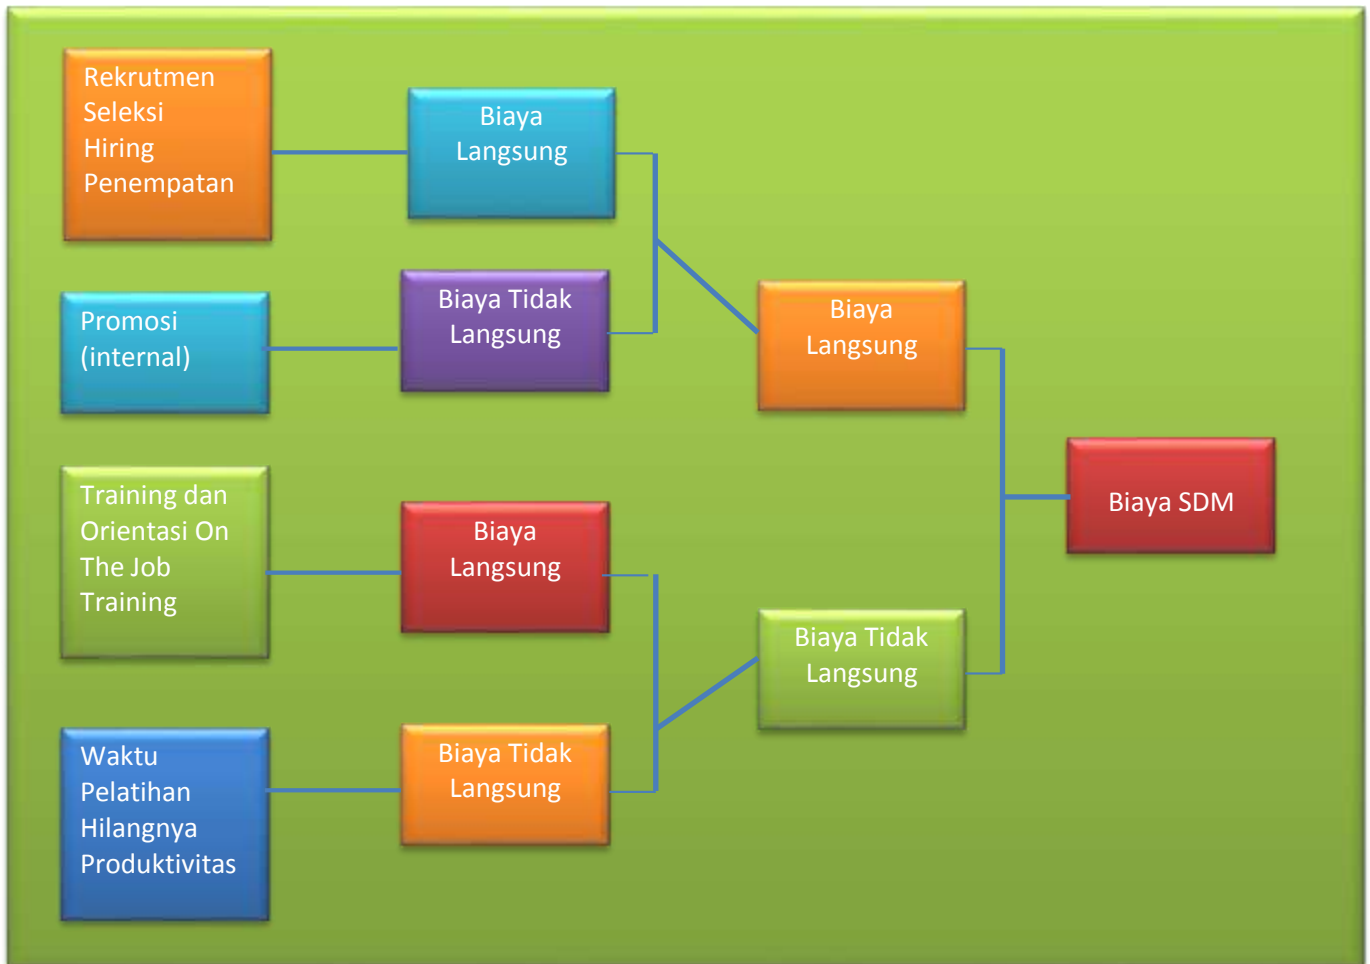 Rekrutmen
Seleksi
Hiring
Penempatan
Biaya
Langsung
Promosi
(internal)
Biaya Tidak
Langsung
Biaya
Langsung
Training dan
Orientasi On
The Job
Training
Biaya
Langsung
Biaya Tidak
Langsung
Waktu
Pelatihan
Hilangnya
Produktivitas
Biaya Tidak
Langsung
Biaya SDM